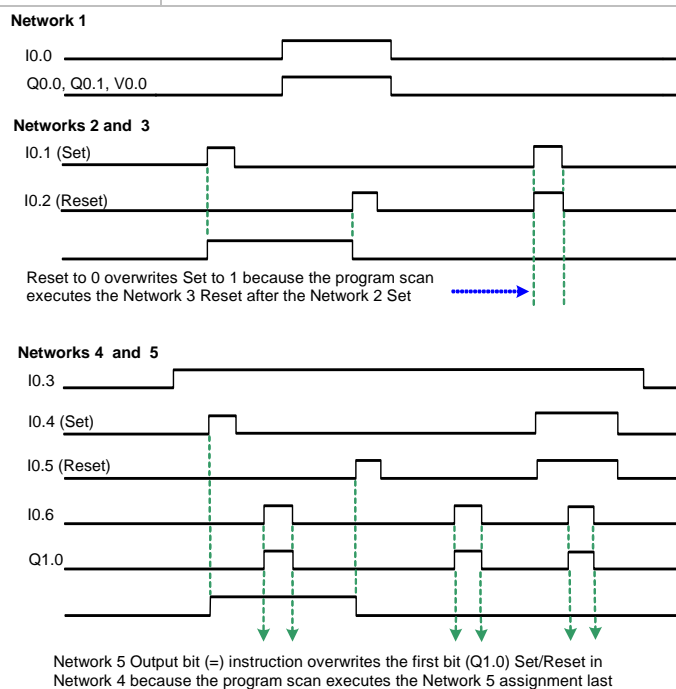 Network 1
I0.0
Q0.0, Q0.1, V0.0
Networks 2 and 3
I0.1 (Set)
I0.2 (Reset)
Reset to 0 overwrites Set to 1 because the program scan
executes the Network 3 Reset after the Network 2 Set
Networks 4 and 5
I0.3
I0.4 (Set)
I0.5 (Reset)
I0.6
Q1.0
Network 5 Output bit (=) instruction overwrites the first bit (Q1.0) Set/Reset in
Network 4 because the program scan executes the Network 5 assignment last